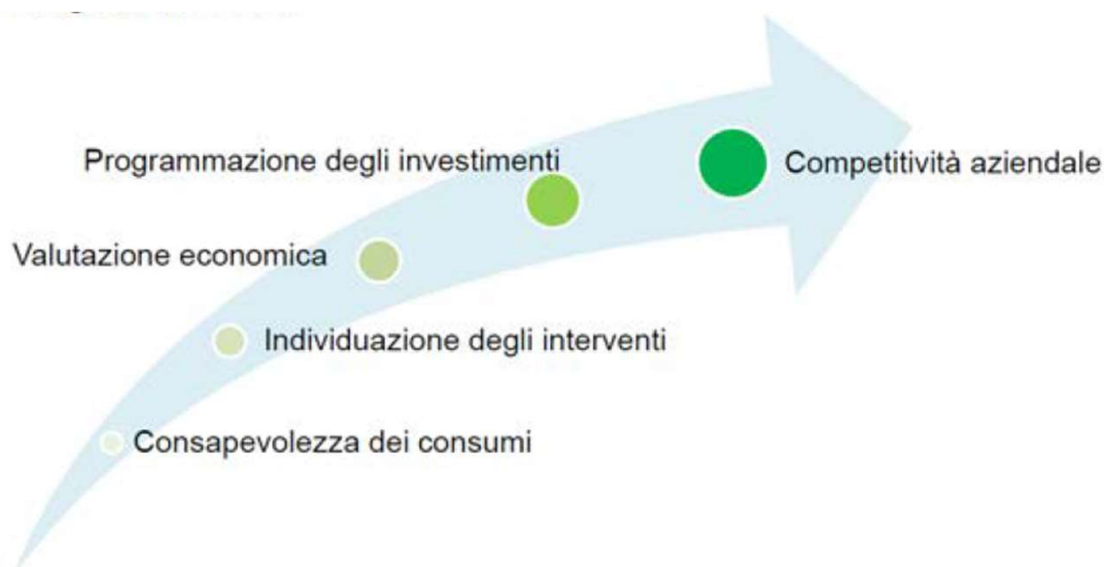 Programmazione degli investimenti
Competitività aziendale
Valutazione economica
Individuazione degli interventi
Consapevolezza dei consumi